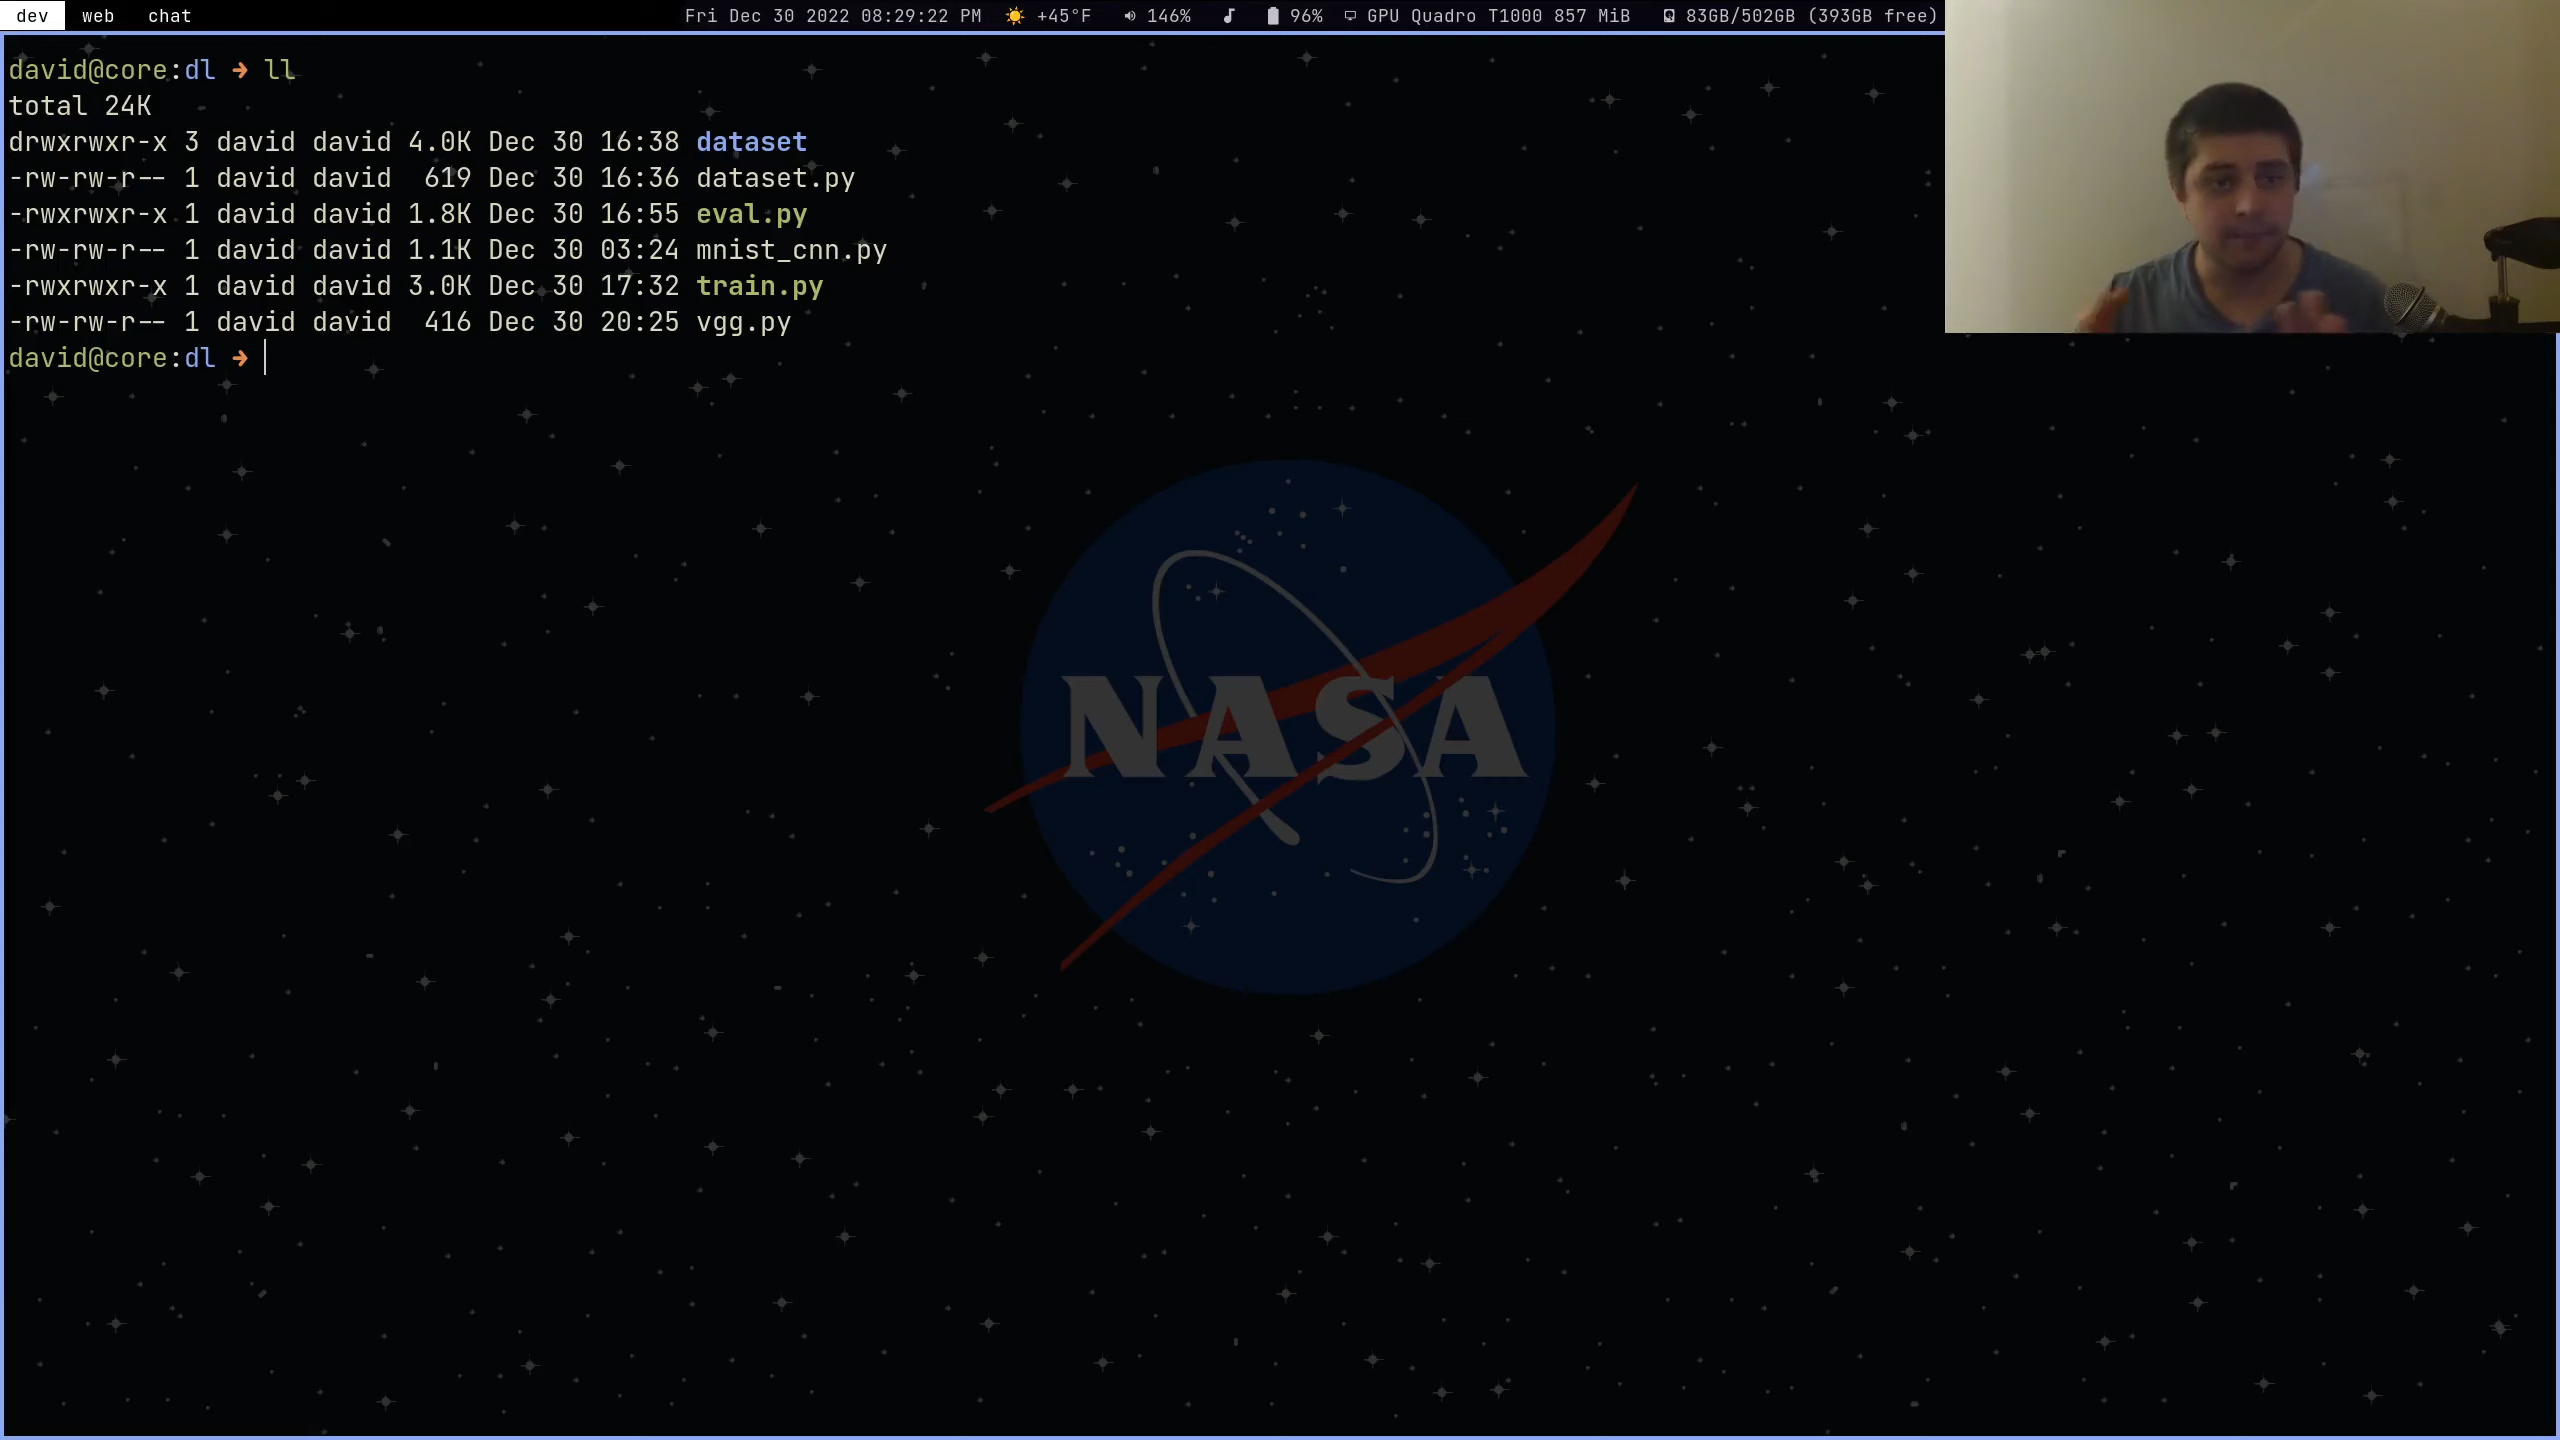 dev web chat Fri Dec 30 2022 08:29:22 PM +45°F 146% 96% GPU Quadro T1000 857 MiB 83GB/502GB (393GB free)
david@core:dl ➜ ll
total 24K
drwxrwxr-x 3 david david 4.0K Dec 30 16:38 dataset
-rw-rw-r-- 1 david david  619 Dec 30 16:36 dataset.py
-rwxrwxr-x 1 david david 1.8K Dec 30 16:55 eval.py
-rw-rw-r-- 1 david david 1.1K Dec 30 03:24 mnist_cnn.py
-rwxrwxr-x 1 david david 3.0K Dec 30 17:32 train.py
-rw-rw-r-- 1 david david  416 Dec 30 20:25 vgg.py
david@core:dl ➜
NASA